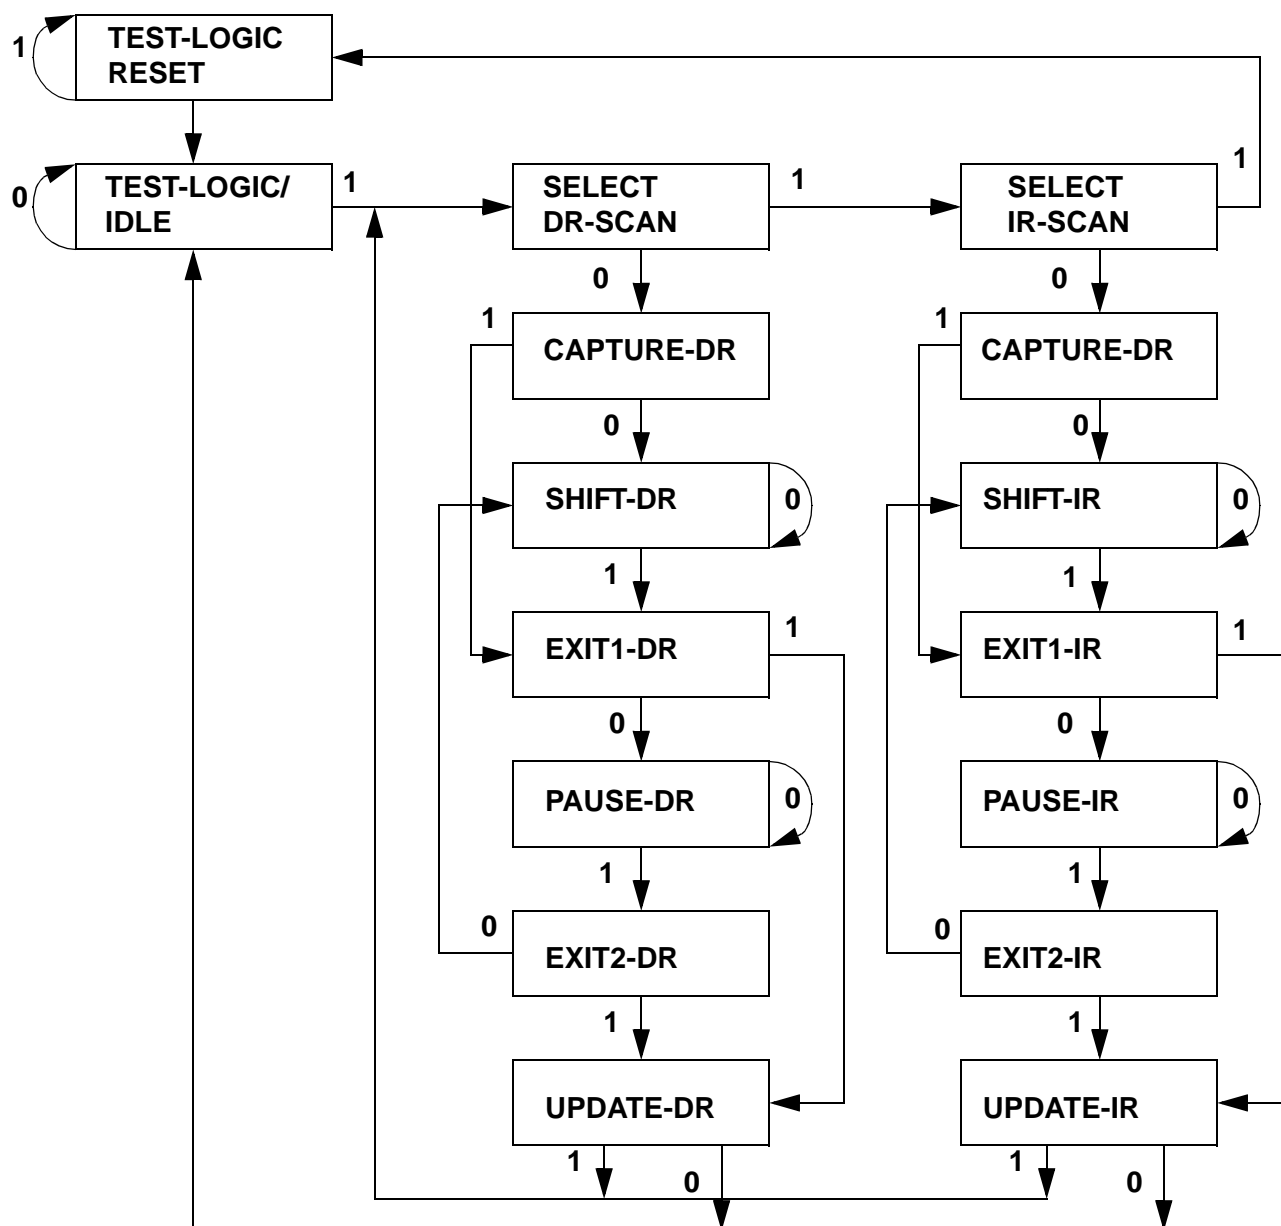 1
TEST-LOGIC
RESET
0
TEST-LOGIC/
IDLE
1
SELECT
DR-SCAN
1
SELECT
IR-SCAN
1
0
0
1
CAPTURE-DR
1
CAPTURE-DR
0
0
SHIFT-DR
0
SHIFT-IR
0
1
1
EXIT1-DR
1
EXIT1-IR
1
0
0
PAUSE-DR
0
PAUSE-IR
0
1
1
0
EXIT2-DR
0
EXIT2-IR
1
1
UPDATE-DR
UPDATE-IR
1
0
1
0